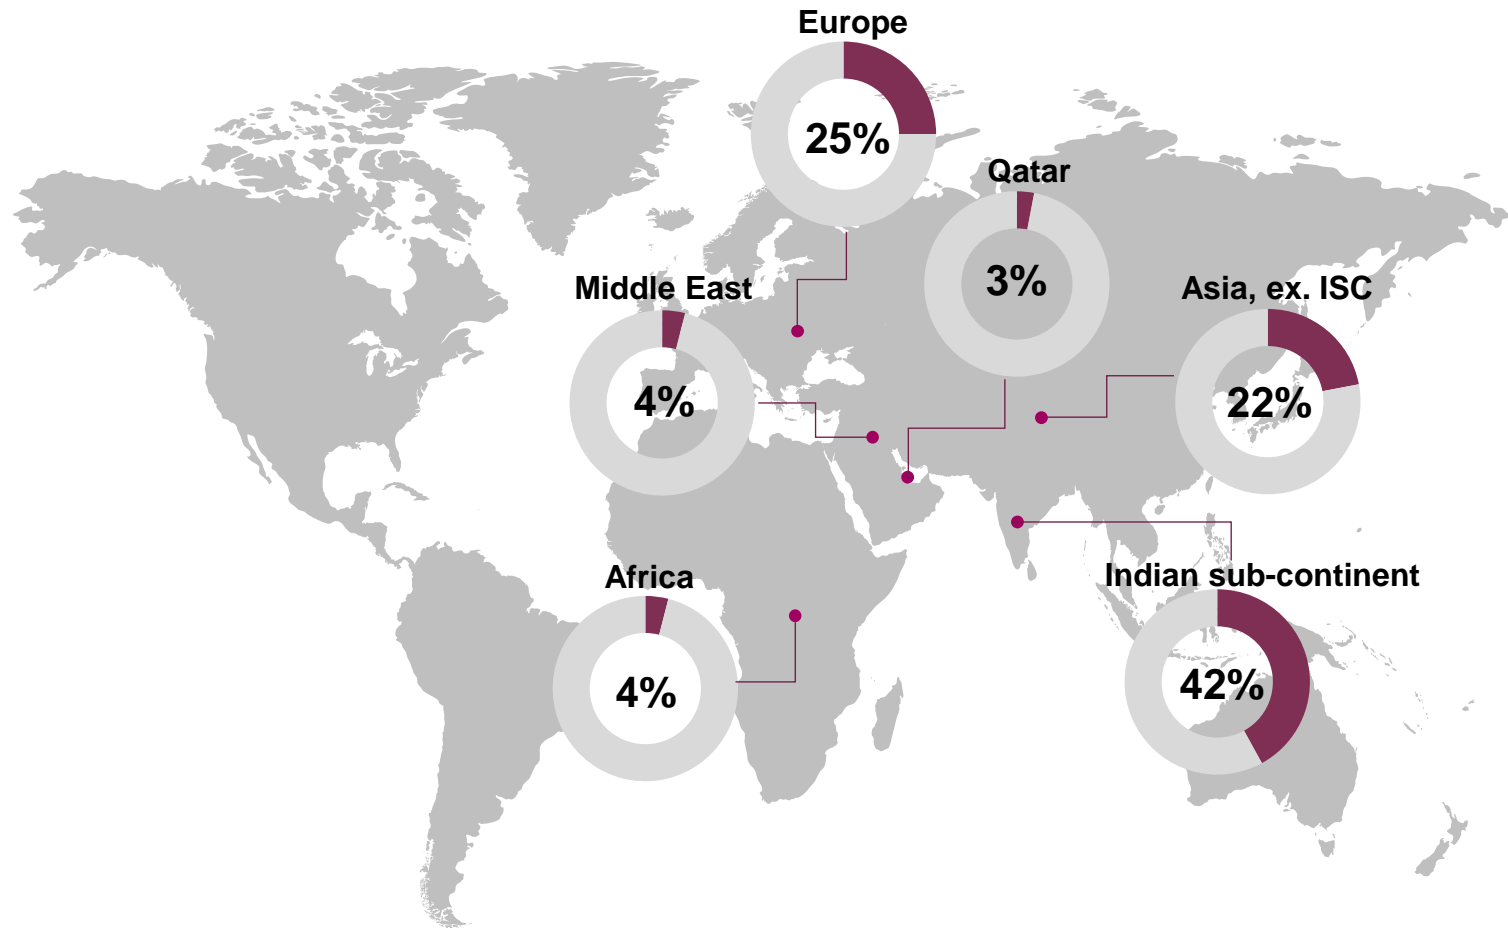 Europe
25%
Qatar
3%
Middle East
4%
Asia, ex. ISC
22%
Africa
4%
Indian sub-continent
42%